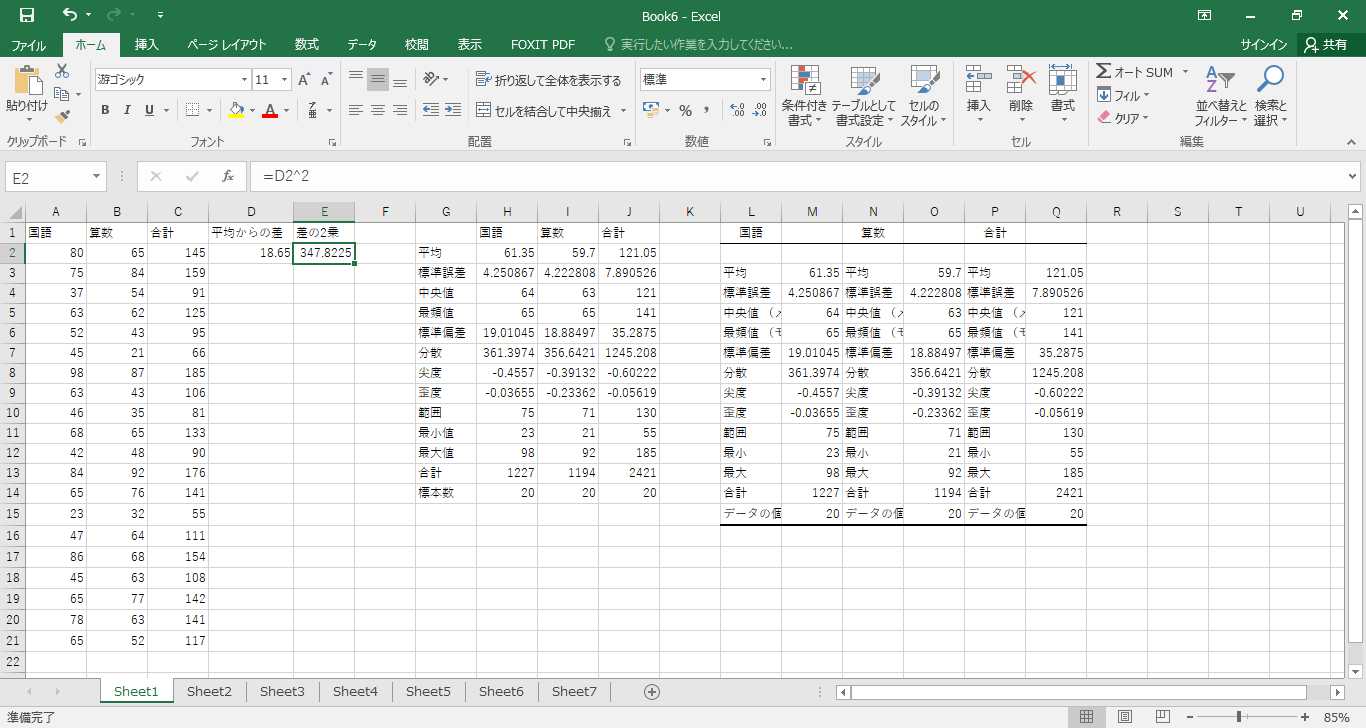 Book6 - Excel
ファイル ホーム 挿入 ページ レイアウト 数式 データ 校閲 表示 FOXIT PDF 実行したい作業を入力してください... サインイン 共有
貼り付け
クリップボード
游ゴシック 11
B I U
フォント
折り返して全体を表示する
セルを結合して中央揃え
配置
標準
%
数値
条件付き書式
テーブルとして書式設定
セルのスタイル
スタイル
挿入 削除 書式
セル
Σ オート SUM
フィル
クリア
並べ替えとフィルター
検索と選択
編集
E2 fx =D2^2
A B C D E F G H I J K L M N O P Q R S T U
1 国語 算数 合計 平均からの差 差の2乗 国語 算数 合計 国語 算数 合計
2 80 65 145 18.65 347.8225 平均 61.35 59.7 121.05
3 75 84 159 標準誤差 4.250867 4.222808 7.890526 平均 61.35 平均 59.7 平均 121.05
4 37 54 91 中央値 64 63 121 標準誤差 4.250867 標準誤差 4.222808 標準誤差 7.890526
5 63 62 125 最頻値 65 65 141 中央値 （メ 64 中央値 （メ 63 中央値 （メ 121
6 52 43 95 標準偏差 19.01045 18.88497 35.2875 最頻値 （モ 65 最頻値 （モ 65 最頻値 （モ 141
7 45 21 66 分散 361.3974 356.6421 1245.208 標準偏差 19.01045 標準偏差 18.88497 標準偏差 35.2875
8 98 87 185 尖度 -0.4557 -0.39132 -0.60222 分散 361.3974 分散 356.6421 分散 1245.208
9 63 43 106 歪度 -0.03655 -0.23362 -0.05619 尖度 -0.4557 尖度 -0.39132 尖度 -0.60222
10 46 35 81 範囲 75 71 130 歪度 -0.03655 歪度 -0.23362 歪度 -0.05619
11 68 65 133 最小値 23 21 55 範囲 75 範囲 71 範囲 130
12 42 48 90 最大値 98 92 185 最小 23 最小 21 最小 55
13 84 92 176 合計 1227 1194 2421 最大 98 最大 92 最大 185
14 65 76 141 標本数 20 20 20 合計 1227 合計 1194 合計 2421
15 23 32 55 データの個 20 データの個 20 データの個 20
16 47 64 111
17 86 68 154
18 45 63 108
19 65 77 142
20 78 63 141
21 65 52 117
22
Sheet1 Sheet2 Sheet3 Sheet4 Sheet5 Sheet6 Sheet7
準備完了 85%